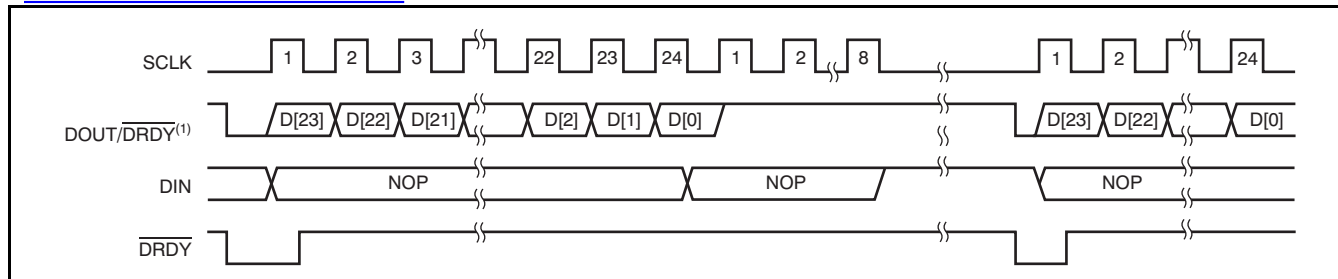 SCLK 1 2 3 22 23 24 1 2 8 1 2 24
DOUT/DRDY(1) D[23] D[22] D[21] D[2] D[1] D[0] D[23] D[22] D[0]
DIN NOP NOP NOP
DRDY